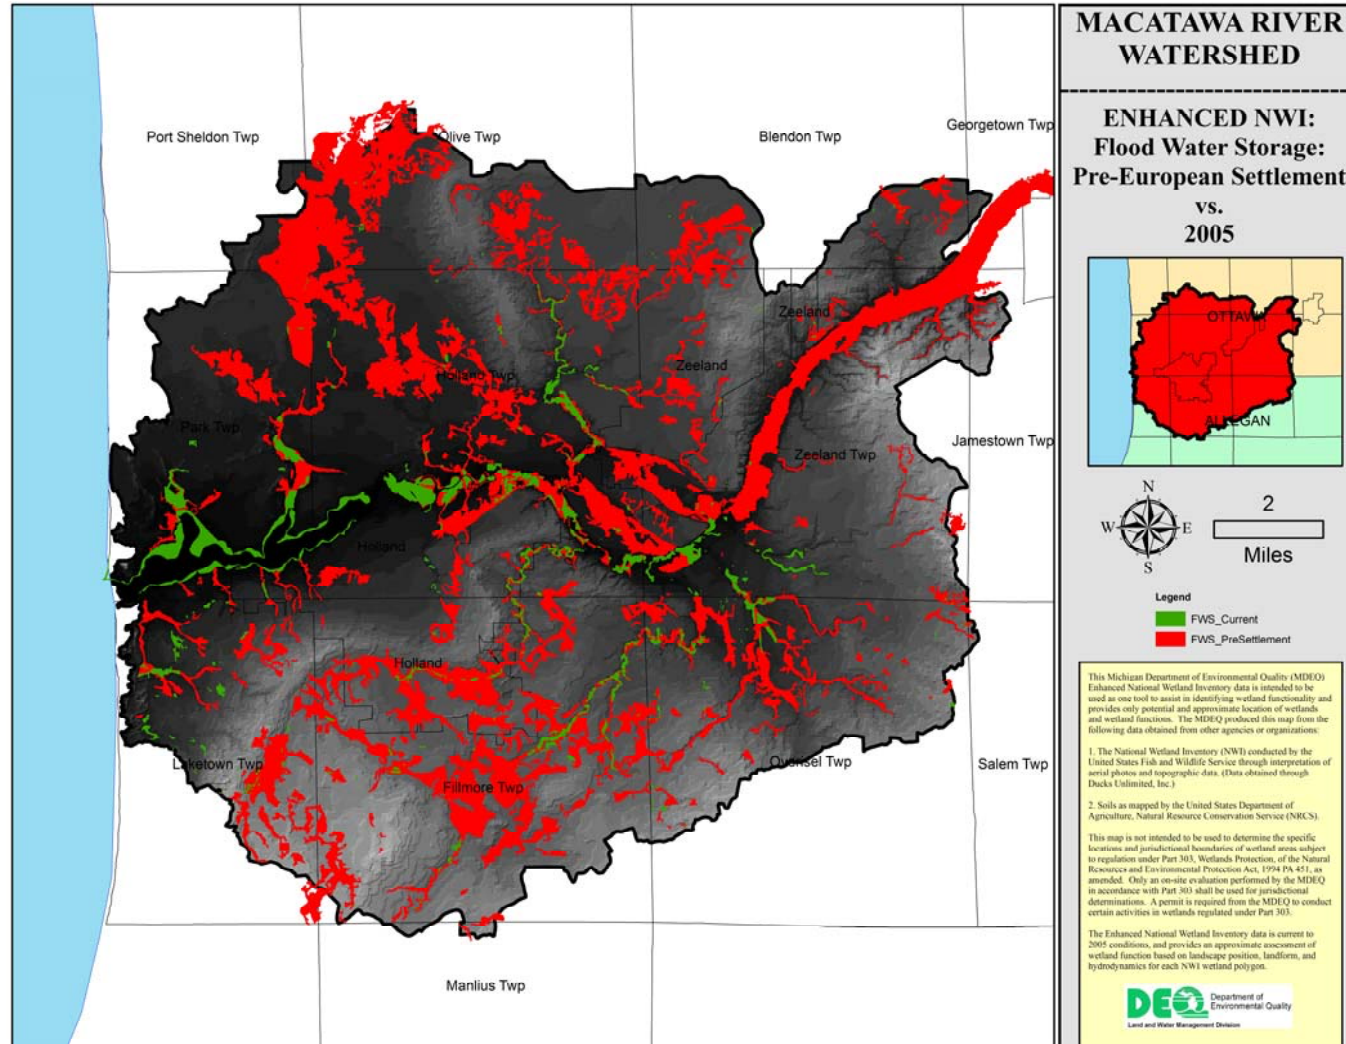 MACATAWA RIVER
WATERSHED
ENHANCED NWI:
Flood Water Storage:
Pre-European Settlement
vs.
2005
Port Sheldon Twp
Olive Twp
Blendon Twp
Georgetown Twp
Zeeland
Holland Twp
Zeeland
Park Twp
Zeeland Twp
Jamestown Twp
Holland
Holland
Laketown Twp
Fillmore Twp
Overisel Twp
Salem Twp
Manlius Twp
OTTAWA
ALLEGAN
N
W
E
S
2
Miles
Legend
FWS_Current
FWS_PreSettlement
This Michigan Department of Environmental Quality (MDEQ)
Enhanced National Wetland Inventory data is intended to be
used as one tool to assist in identifying wetland functionality and
provides only potential and approximate location of wetlands
and wetland functions. The MDEQ produced this map from the
following data obtained from other agencies or organizations:
1. The National Wetland Inventory (NWI) conducted by the
United States Fish and Wildlife Service through interpretation of
aerial photos and topographic data. (Data obtained through
Ducks Unlimited, Inc.)
2. Soils as mapped by the United States Department of
Agriculture, Natural Resource Conservation Service (NRCS).
This map is not intended to be used to determine the specific
locations and jurisdictional boundaries of wetland areas subject
to regulation under Part 303, Wetlands Protection, of the Natural
Resources and Environmental Protection Act, 1994 PA 451, as
amended. Only an on-site evaluation performed by the MDEQ
in accordance with Part 303 shall be used for jurisdictional
determinations. A permit is required from the MDEQ to conduct
certain activities in wetlands regulated under Part 303.
The Enhanced National Wetland Inventory data is current to
2005 conditions, and provides an approximate assessment of
wetland function based on landscape position, landform, and
hydrodynamics for each NWI wetland polygon.
DEQ
Department of
Environmental Quality
Land and Water Management Division